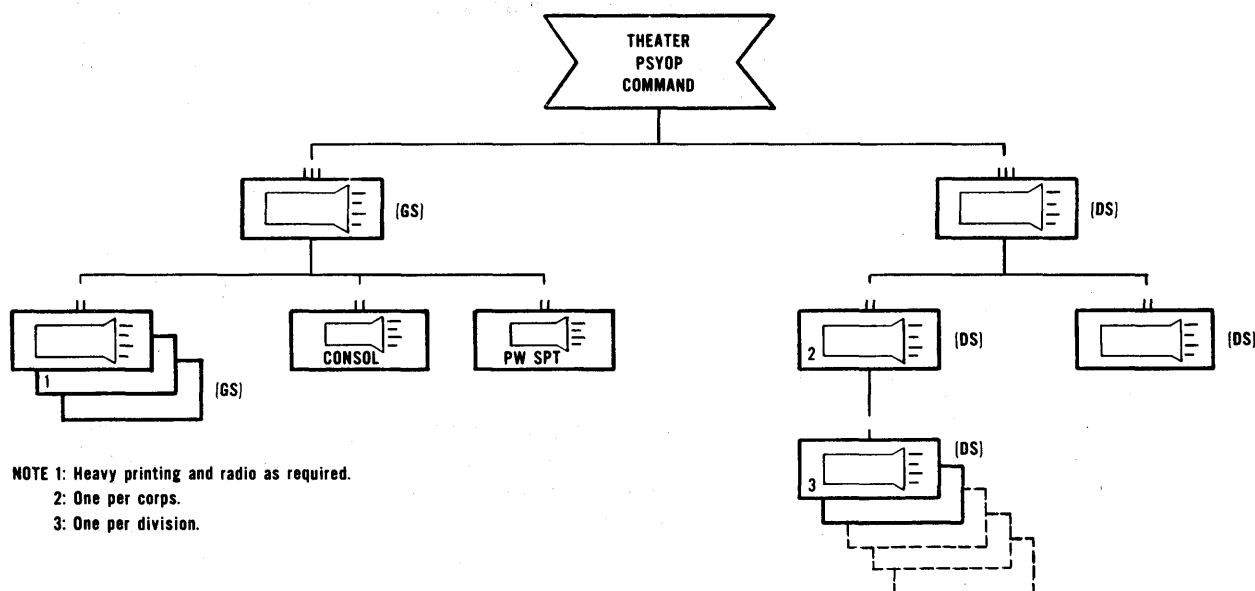 THEATER
PSYOP
COMMAND
(GS)
(DS)
CONSOL
PW SPT
2
(DS)
(DS)
1
(GS)
(DS)
3
NOTE 1: Heavy printing and radio as required.
2: One per corps.
3: One per division.